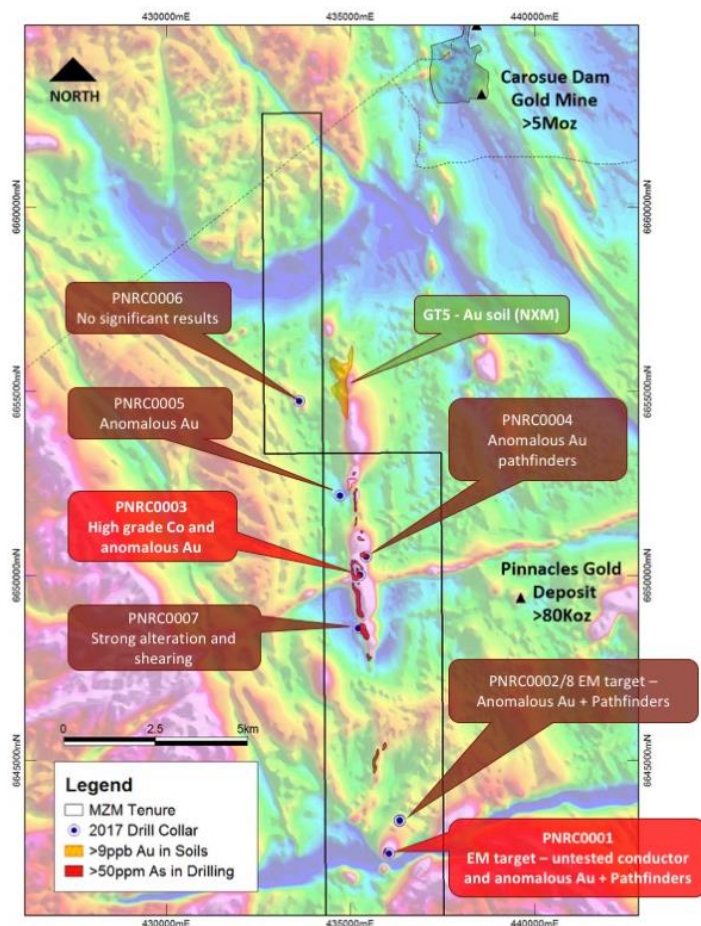 430000mE
435000mE
440000mE
NORTH
Carosue Dam
Gold Mine
>5Moz
6660000mN
6660000mN
PNRC0006
No significant results
GT5 - Au soil (NXM)
6655000mN
6655000mN
PNRC0005
Anomalous Au
PNRC0004
Anomalous Au
pathfinders
PNRC0003
High grade Co and
anomalous Au
6650000mN
6650000mN
Pinnacles Gold
Deposit
>80Koz
PNRC0007
Strong alteration and
shearing
PNRC0002/8 EM target –
Anomalous Au + Pathfinders
0
2.5
5km
6645000mN
6645000mN
Legend
MZM Tenure
2017 Drill Collar
>9ppb Au in Soils
>50ppm As in Drilling
PNRC0001
EM target – untested conductor
and anomalous Au + Pathfinders
430000mE
435000mE
440000mE